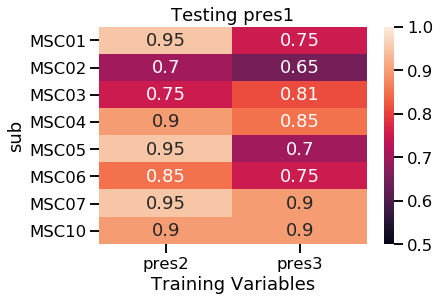 Testing pres1
sub
MSC01 0.95 0.75
MSC02 0.7 0.65
MSC03 0.75 0.81
MSC04 0.9 0.85
MSC05 0.95 0.7
MSC06 0.85 0.75
MSC07 0.95 0.9
MSC10 0.9 0.9
pres2 pres3
Training Variables
1.0
0.9
0.8
0.7
0.6
0.5